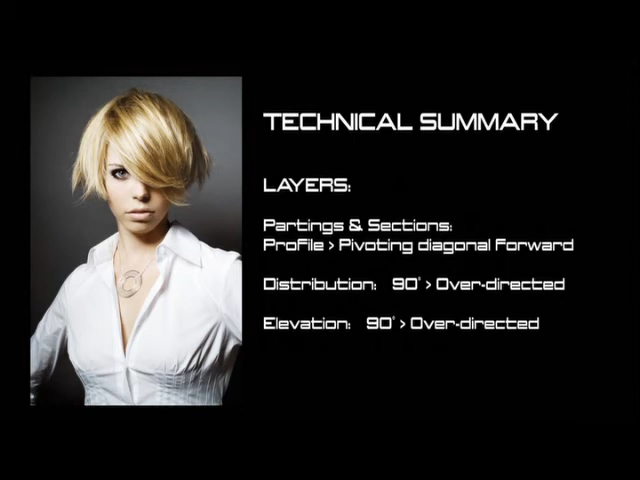 TECHNICAL SUMMARY
LAYERS:
Partings & Sections:
Profile > Pivoting diagonal Forward
Distribution: 90° > Over-directed
Elevation: 90° > Over-directed